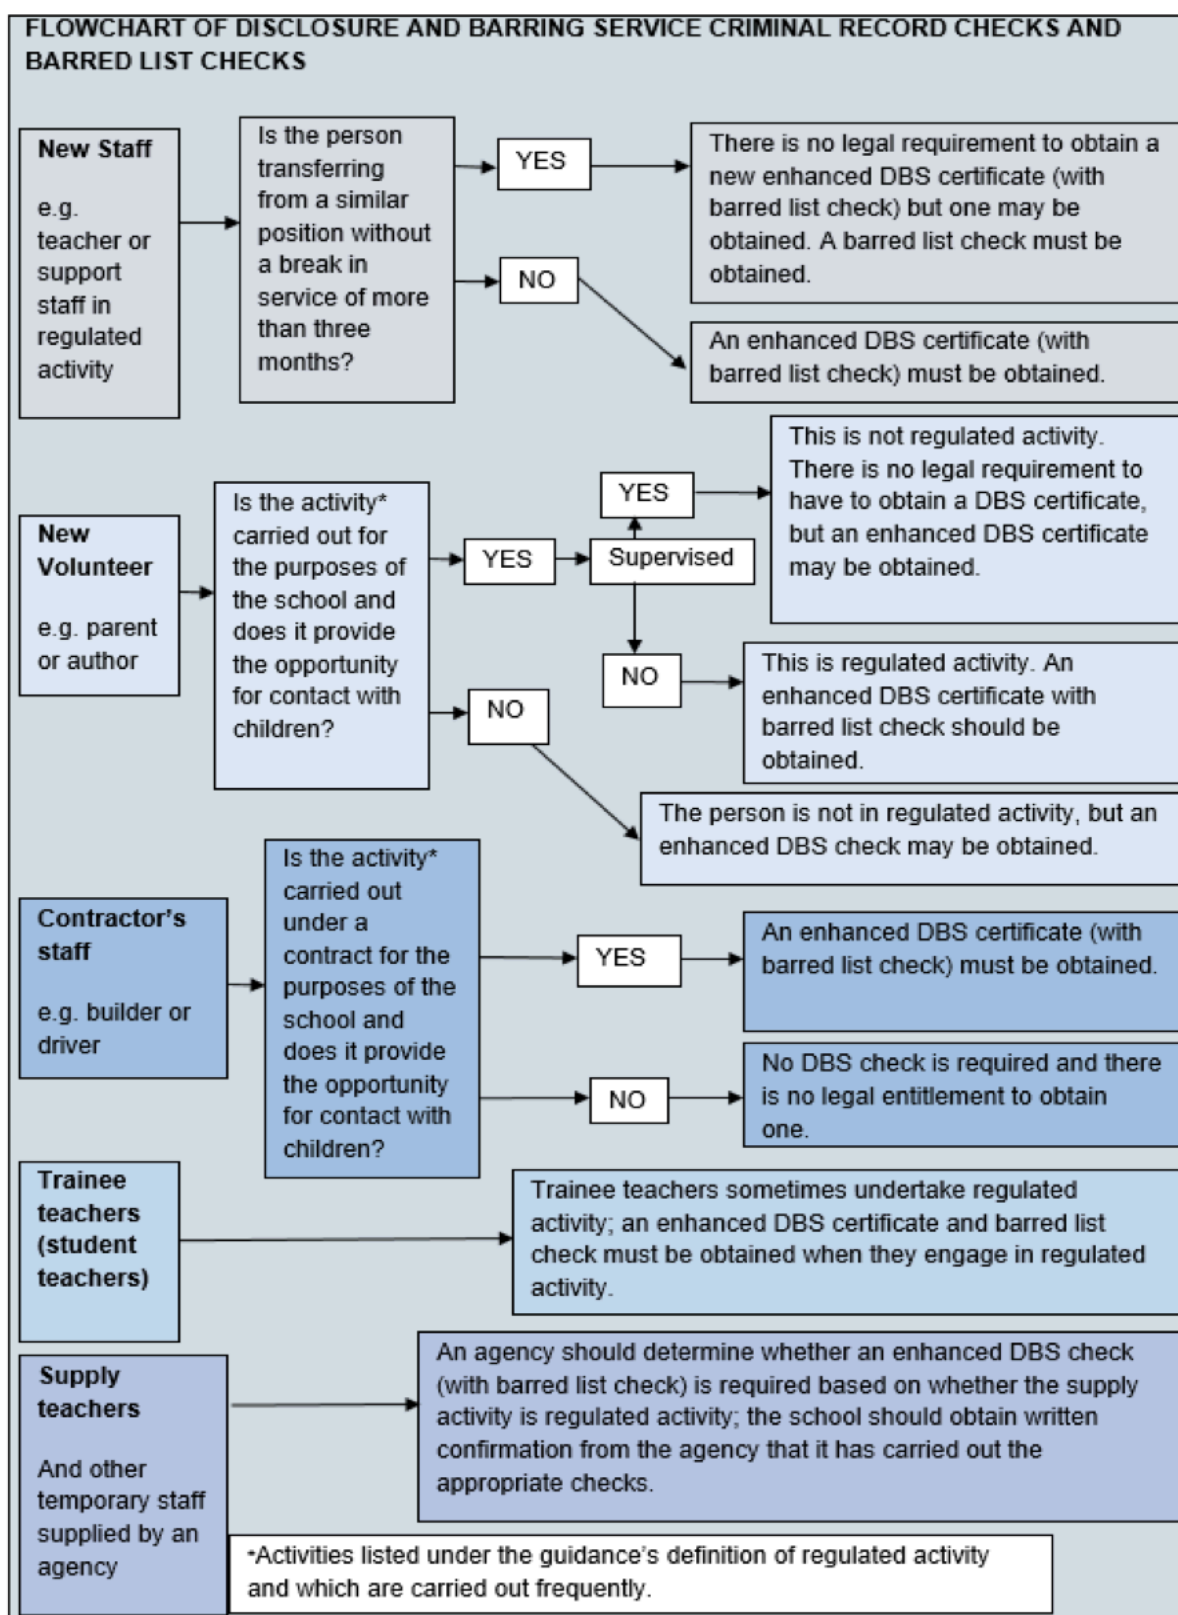 FLOWCHART OF DISCLOSURE AND BARRING SERVICE CRIMINAL RECORD CHECKS AND
BARRED LIST CHECKS
New Staff
e.g.
teacher or
support
staff in
regulated
activity
Is the person
transferring
from a similar
position without
a break in
service of more
than three
months?
YES
There is no legal requirement to obtain a
new enhanced DBS certificate (with
barred list check) but one may be
obtained. A barred list check must be
obtained.
NO
An enhanced DBS certificate (with
barred list check) must be obtained.
New
Volunteer
e.g. parent
or author
Is the activity*
carried out for
the purposes of
the school and
does it provide
the opportunity
for contact with
children?
YES
Supervised
YES
This is not regulated activity.
There is no legal requirement to
have to obtain a DBS certificate,
but an enhanced DBS certificate
may be obtained.
NO
This is regulated activity. An
enhanced DBS certificate with
barred list check should be
obtained.
NO
The person is not in regulated activity, but an
enhanced DBS check may be obtained.
Contractor's
staff
e.g. builder or
driver
Is the activity*
carried out
under a
contract for the
purposes of the
school and
does it provide
the opportunity
for contact with
children?
YES
An enhanced DBS certificate (with
barred list check) must be obtained.
NO
No DBS check is required and there
is no legal entitlement to obtain
one.
Trainee
teachers
(student
teachers)
Trainee teachers sometimes undertake regulated
activity; an enhanced DBS certificate and barred list
check must be obtained when they engage in regulated
activity.
Supply
teachers
And other
temporary staff
supplied by an
agency
An agency should determine whether an enhanced DBS check
(with barred list check) is required based on whether the supply
activity is regulated activity; the school should obtain written
confirmation from the agency that it has carried out the
appropriate checks.
*Activities listed under the guidance's definition of regulated activity
and which are carried out frequently.